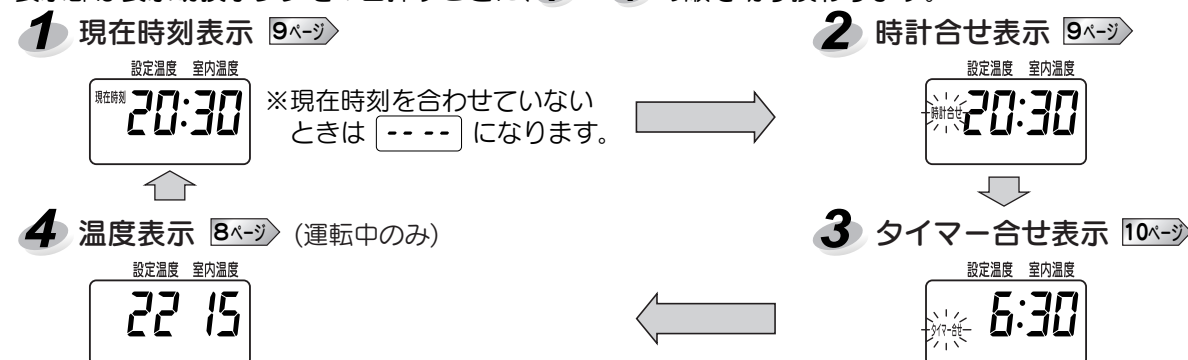 1 現在時刻表示 9ページ
設定温度 室内温度
現在時刻 20:30
※現在時刻を合わせていない
ときは ---- になります。
2 時計合せ表示 9ページ
設定温度 室内温度
時計合せ 20:30
3 タイマー合せ表示 10ページ
設定温度 室内温度
タイマー合せ 6:30
4 温度表示 8ページ (運転中のみ)
設定温度 室内温度
22 15